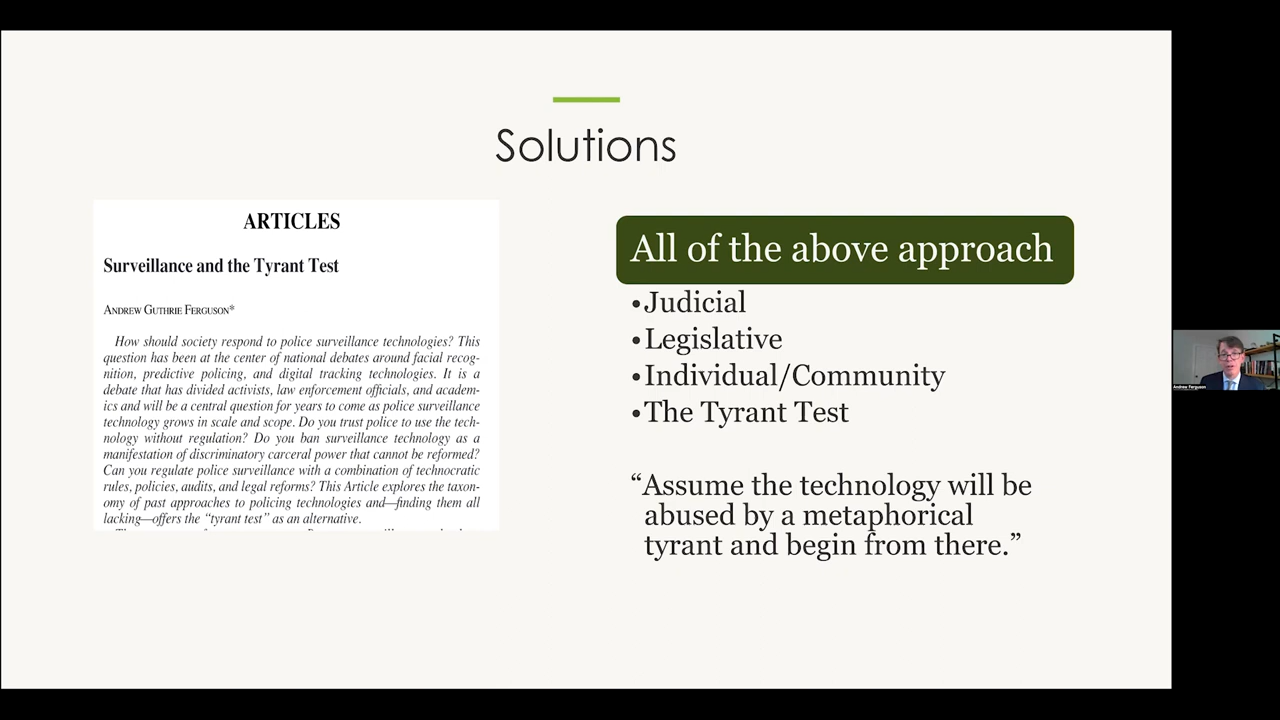 Solutions
ARTICLES
Surveillance and the Tyrant Test
ANDREW GUTHRIE FERGUSON*
How should society respond to police surveillance technologies? This
question has been at the center of national debates around facial recog-
nition, predictive policing, and digital tracking technologies. It is a
debate that has divided activists, law enforcement officials, and academ-
ics and will be a central question for years to come as police surveillance
technology grows in scale and scope. Do you trust police to use the tech-
nology without regulation? Do you ban surveillance technology as a
manifestation of discriminatory carceral power that cannot be reformed?
Can you regulate police surveillance with a combination of technocratic
rules, policies, audits, and legal reforms? This Article explores the taxon-
omy of past approaches to policing technologies and—finding them all
lacking—offers the “tyrant test” as an alternative.
All of the above approach
•Judicial
•Legislative
•Individual/Community
•The Tyrant Test
“Assume the technology will be
abused by a metaphorical
tyrant and begin from there.”
Andrew Ferguson